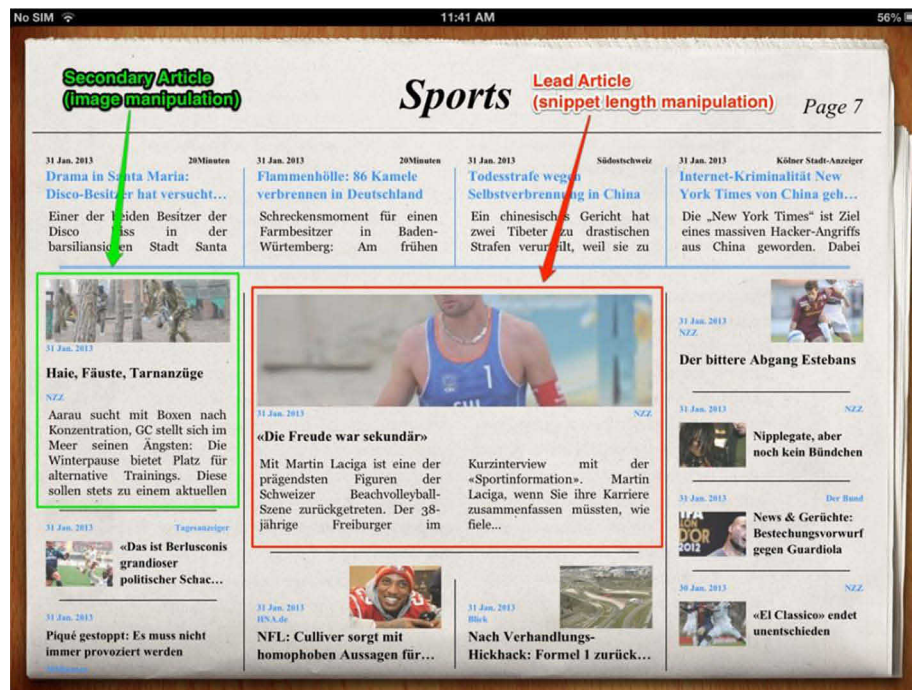 No SIM
11:41 AM
56%
Secondary Article
(image manipulation)
Sports
Lead Article
(snippet length manipulation)
Page 7
31 Jan. 2013 20Minuten
Drama in Santa Maria:
Disco-Besitzer hat versucht…
Einer der beiden Besitzer der
Disco Kiss in der
barsilianischen Stadt Santa
31 Jan. 2013 20Minuten
Flammenhölle: 86 Kamele
verbrennen in Deutschland
Schreckensmoment für einen
Farmbesitzer in Baden-
Würtemberg: Am frühen
31 Jan. 2013 Südostschweiz
Todesstrafe wegen
Selbstverbrennung in China
Ein chinesisches Gericht hat
zwei Tibeter zu drastischen
Strafen verurteilt, weil sie zu
31 Jan. 2013 Kölner Stadt-Anzeiger
Internet-Kriminalität New
York Times von China geh…
Die „New York Times“ ist Ziel
eines massiven Hacker-Angriffs
aus China geworden. Dabei
31 Jan. 2013
Haie, Fäuste, Tarnanzüge
NZZ
Aarau sucht mit Boxen nach
Konzentration, GC stellt sich im
Meer seinen Ängsten: Die
Winterpause bietet Platz für
alternative Trainings. Diese
sollen stets zu einem aktuellen
31 Jan. 2013 Tagesanzeiger
«Das ist Berlusconis
grandioser
politischer Schac…
31 Jan. 2013
Piqué gestoppt: Es muss nicht
immer provoziert werden
SUI
1
31 Jan. 2013 NZZ
«Die Freude war sekundär»
Mit Martin Laciga ist eine der
prägendsten Figuren der
Schweizer Beachvolleyball-
Szene zurückgetreten. Der 38-
jährige Freiburger im
Kurzinterview mit der
«Sportinformation». Martin
Laciga, wenn Sie ihre Karriere
zusammenfassen müssten, wie
fiele...
31 Jan. 2013
HNA.de
NFL: Culliver sorgt mit
homophoben Aussagen für…
31 Jan. 2013
Blick
Nach Verhandlungs-
Hickhack: Formel 1 zurück…
31 Jan. 2013
NZZ
Der bittere Abgang Estebans
31 Jan. 2013 NZZ
Nipplegate, aber
noch kein Bündchen
31 Jan. 2013 Der Bund
FIFA
D'OR
2012
News & Gerüchte:
Bestechungsvorwurf
gegen Guardiola
30 Jan. 2013 NZZ
«El Classico» endet
unentschieden